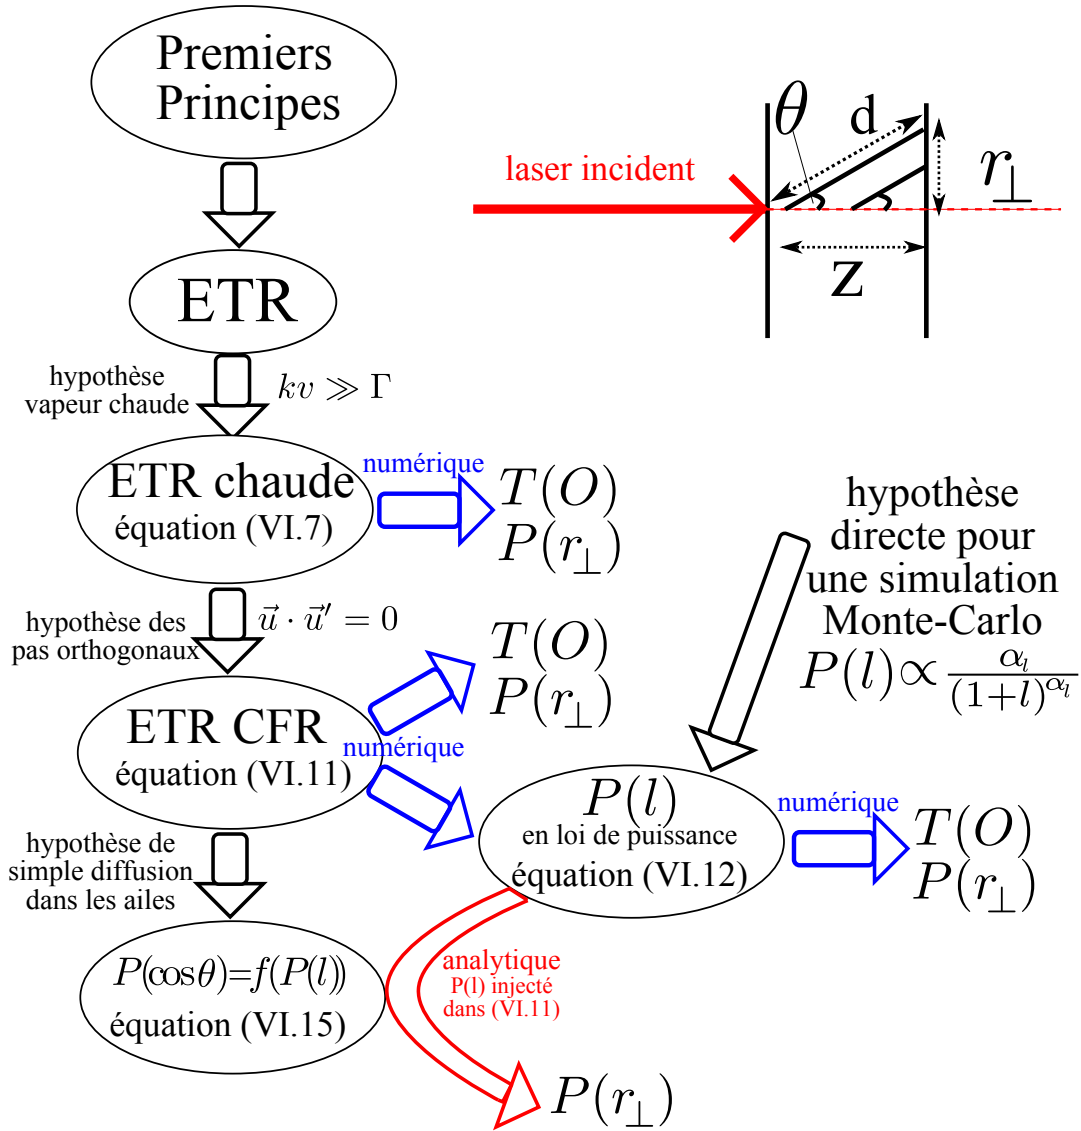 Premiers
Principes
ETR
hypothèse
vapeur chaude
kv ≫ Γ
ETR chaude
équation (VI.7)
numérique
T(O)
P(r⊥)
hypothèse des
pas orthogonaux
u⃗ · u⃗′ = 0
ETR CFR
équation (VI.11)
numérique
T(O)
P(r⊥)
hypothèse de
simple diffusion
dans les ailes
P(cosθ)=f(P(l))
équation (VI.15)
laser incident
θ
d
r⊥
z
hypothèse
directe pour
une simulation
Monte-Carlo
P(l)∝ α_l/(1+l)^α_l
P(l)
en loi de puissance
équation (VI.12)
numérique
T(O)
P(r⊥)
analytique
P(l) injecté
dans (VI.11)
P(r⊥)